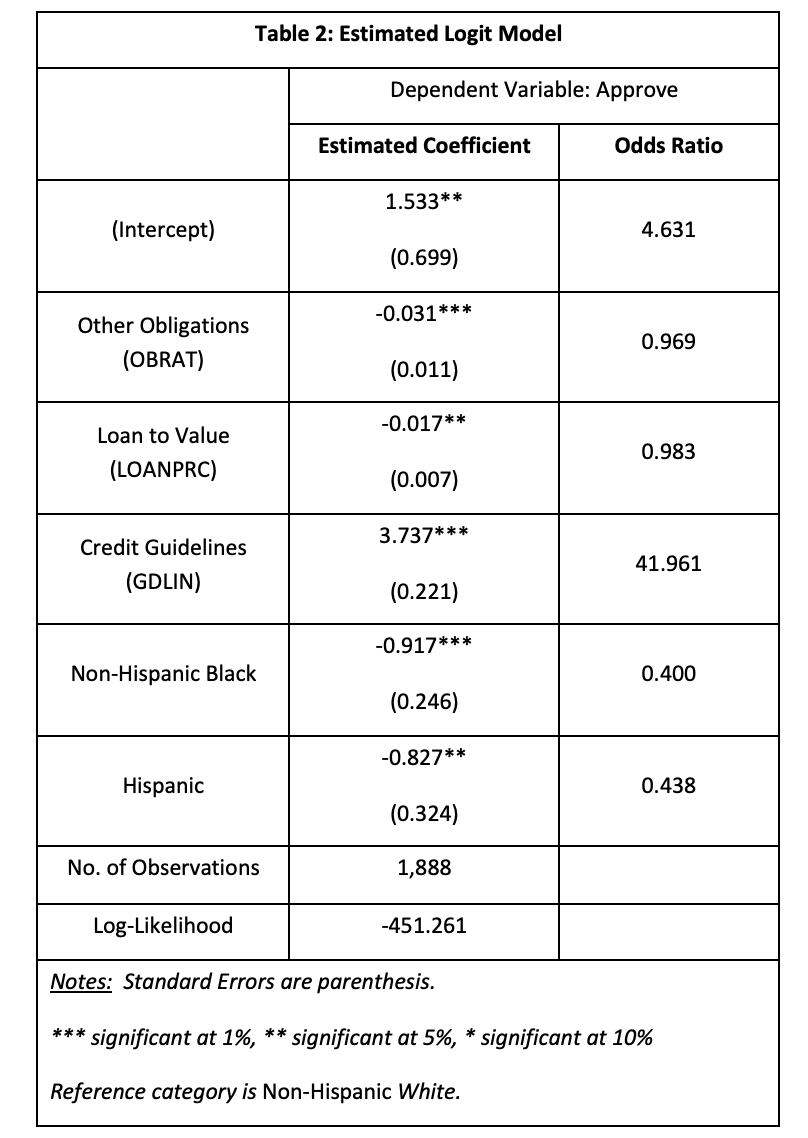 Table 2: Estimated Logit Model
Dependent Variable: Approve
Estimated Coefficient
Odds Ratio
(Intercept)
1.533**
(0.699)
4.631
Other Obligations
(OBRAT)
-0.031***
(0.011)
0.969
Loan to Value
(LOANPRC)
-0.017**
(0.007)
0.983
Credit Guidelines
(GDLIN)
3.737***
(0.221)
41.961
Non-Hispanic Black
-0.917***
(0.246)
0.400
Hispanic
-0.827**
(0.324)
0.438
No. of Observations
1,888
Log-Likelihood
-451.261
Notes: Standard Errors are parenthesis.
*** significant at 1%, ** significant at 5%, * significant at 10%
Reference category is Non-Hispanic White.